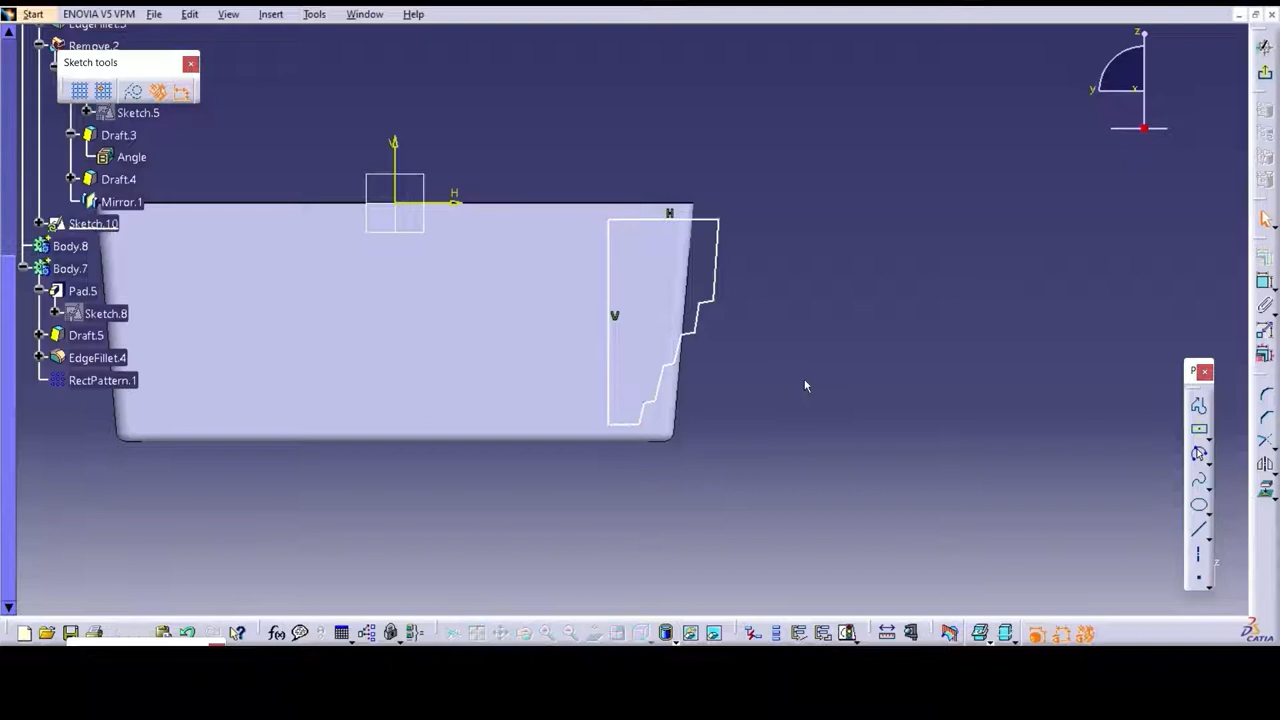 Start ENOVIA V5 VPM File Edit View Insert Tools Window Help
Remove.2
Sketch tools
Sketch.5
Draft.3
Angle
Draft.4
Mirror.1
Sketch.10
Body.8
Body.7
Pad.5
Sketch.8
Draft.5
EdgeFillet.4
RectPattern.1
V
H
H
V
z
y
x
P
z
f(x)
CATIA